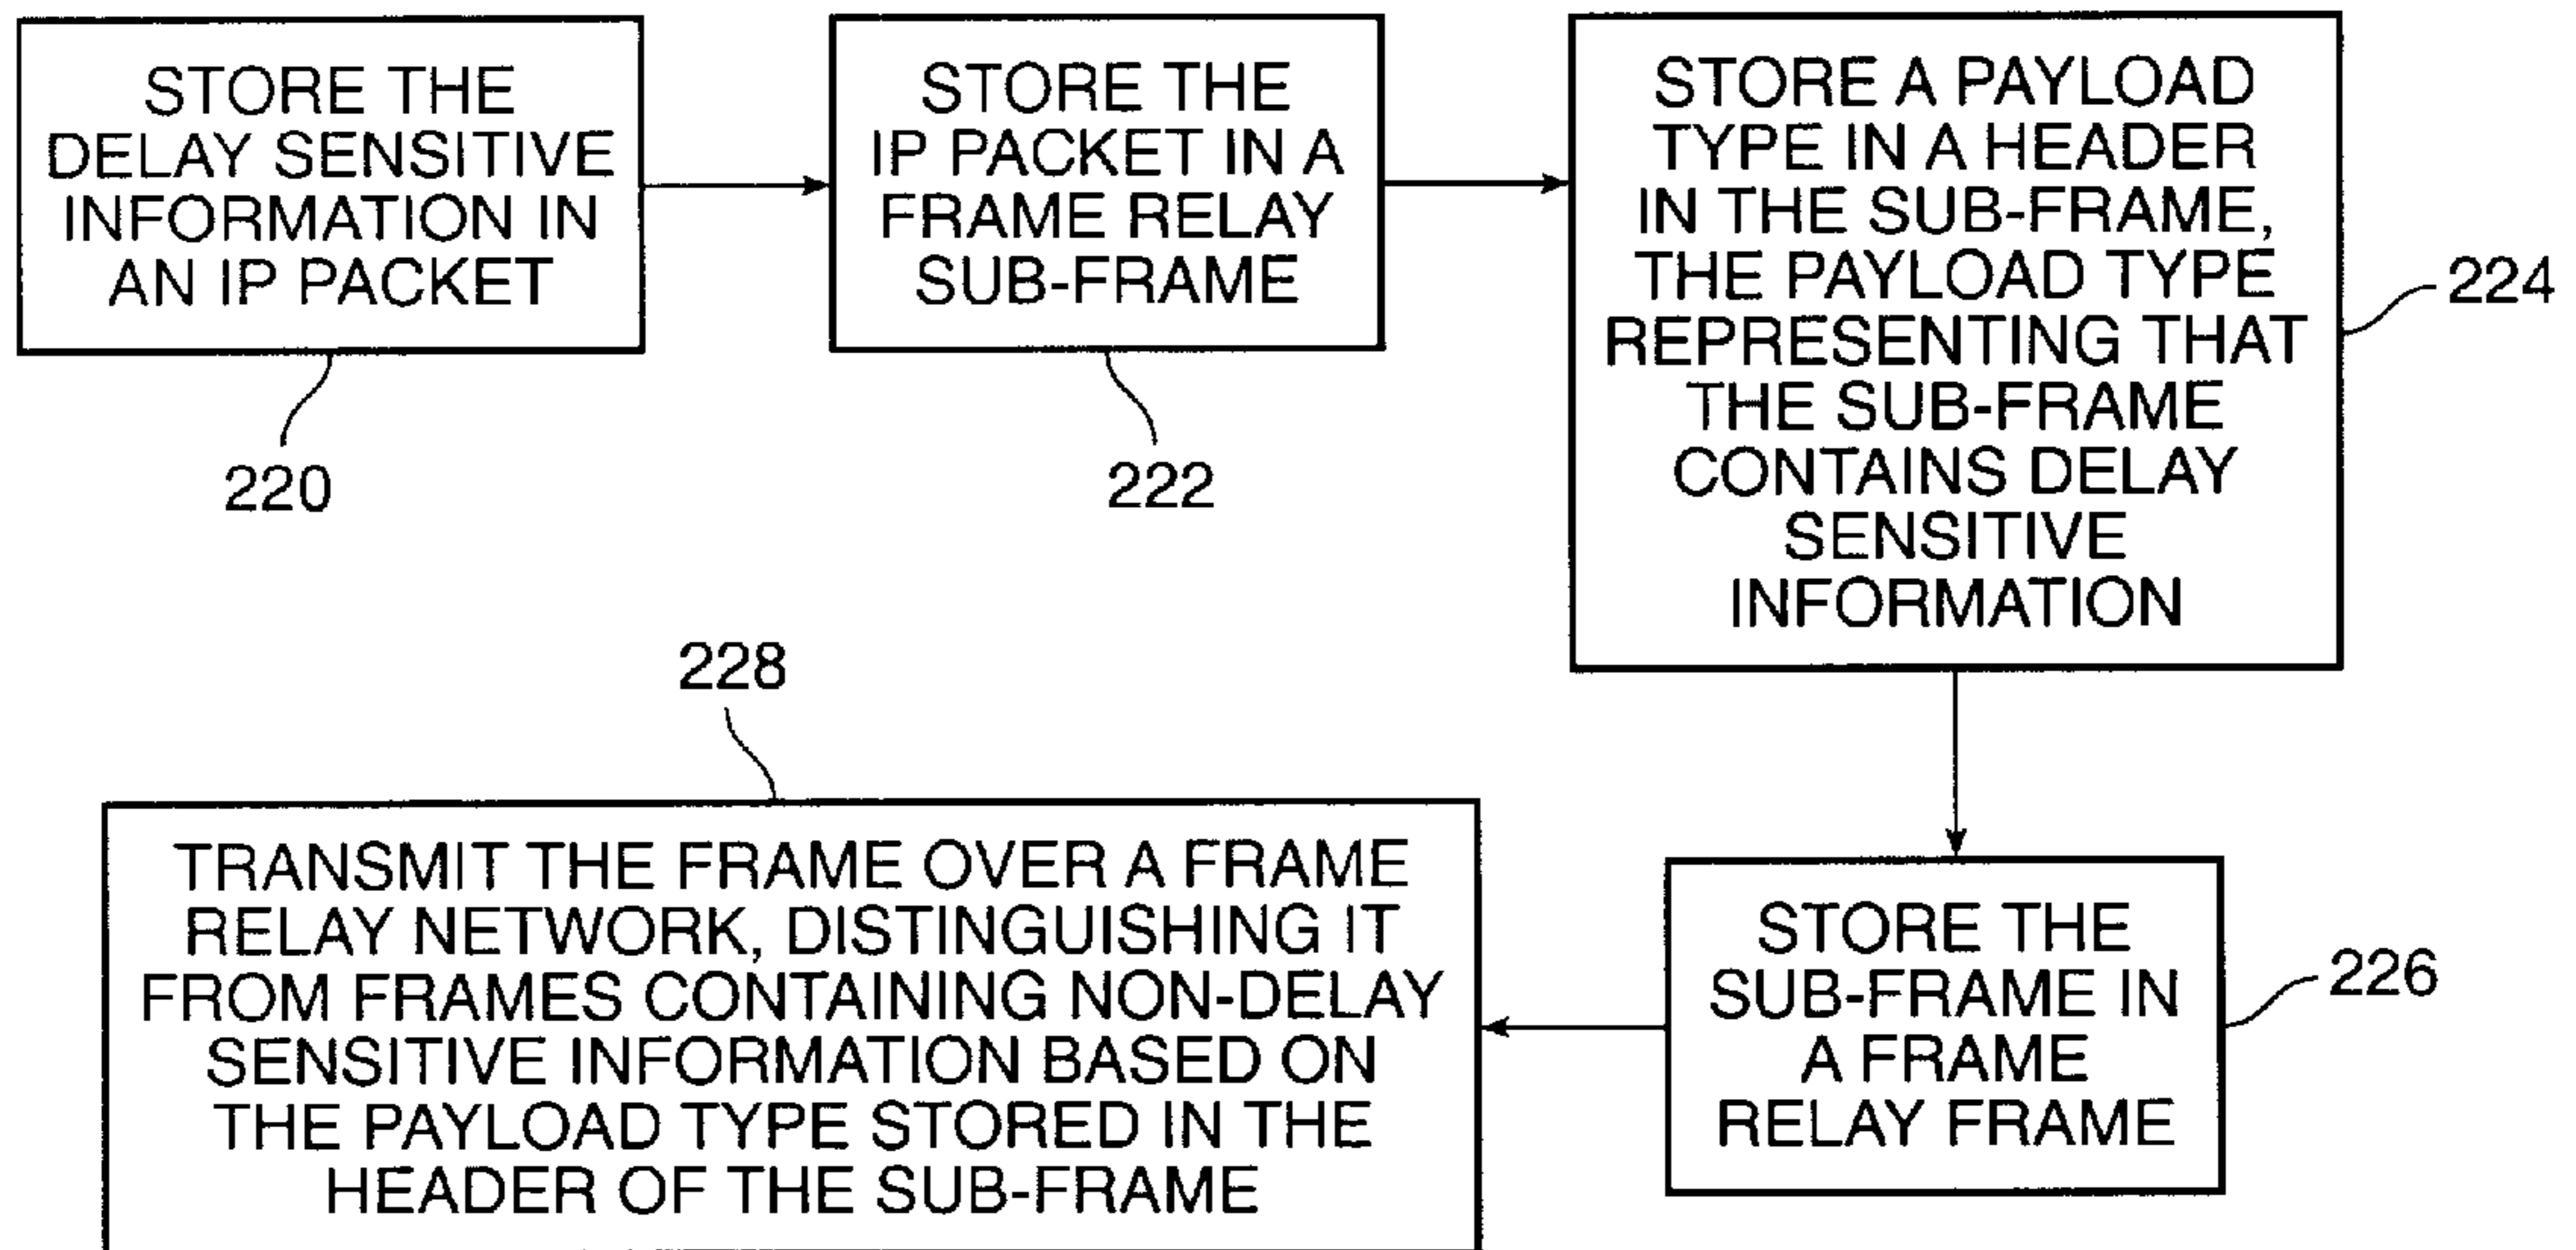 STORE THE
DELAY SENSITIVE
INFORMATION IN
AN IP PACKET
220
STORE THE
IP PACKET IN A
FRAME RELAY
SUB-FRAME
222
STORE A PAYLOAD
TYPE IN A HEADER
IN THE SUB-FRAME,
THE PAYLOAD TYPE
REPRESENTING THAT
THE SUB-FRAME
CONTAINS DELAY
SENSITIVE
INFORMATION
224
STORE THE
SUB-FRAME IN
A FRAME
RELAY FRAME
226
228
TRANSMIT THE FRAME OVER A FRAME
RELAY NETWORK, DISTINGUISHING IT
FROM FRAMES CONTAINING NON-DELAY
SENSITIVE INFORMATION BASED ON
THE PAYLOAD TYPE STORED IN THE
HEADER OF THE SUB-FRAME